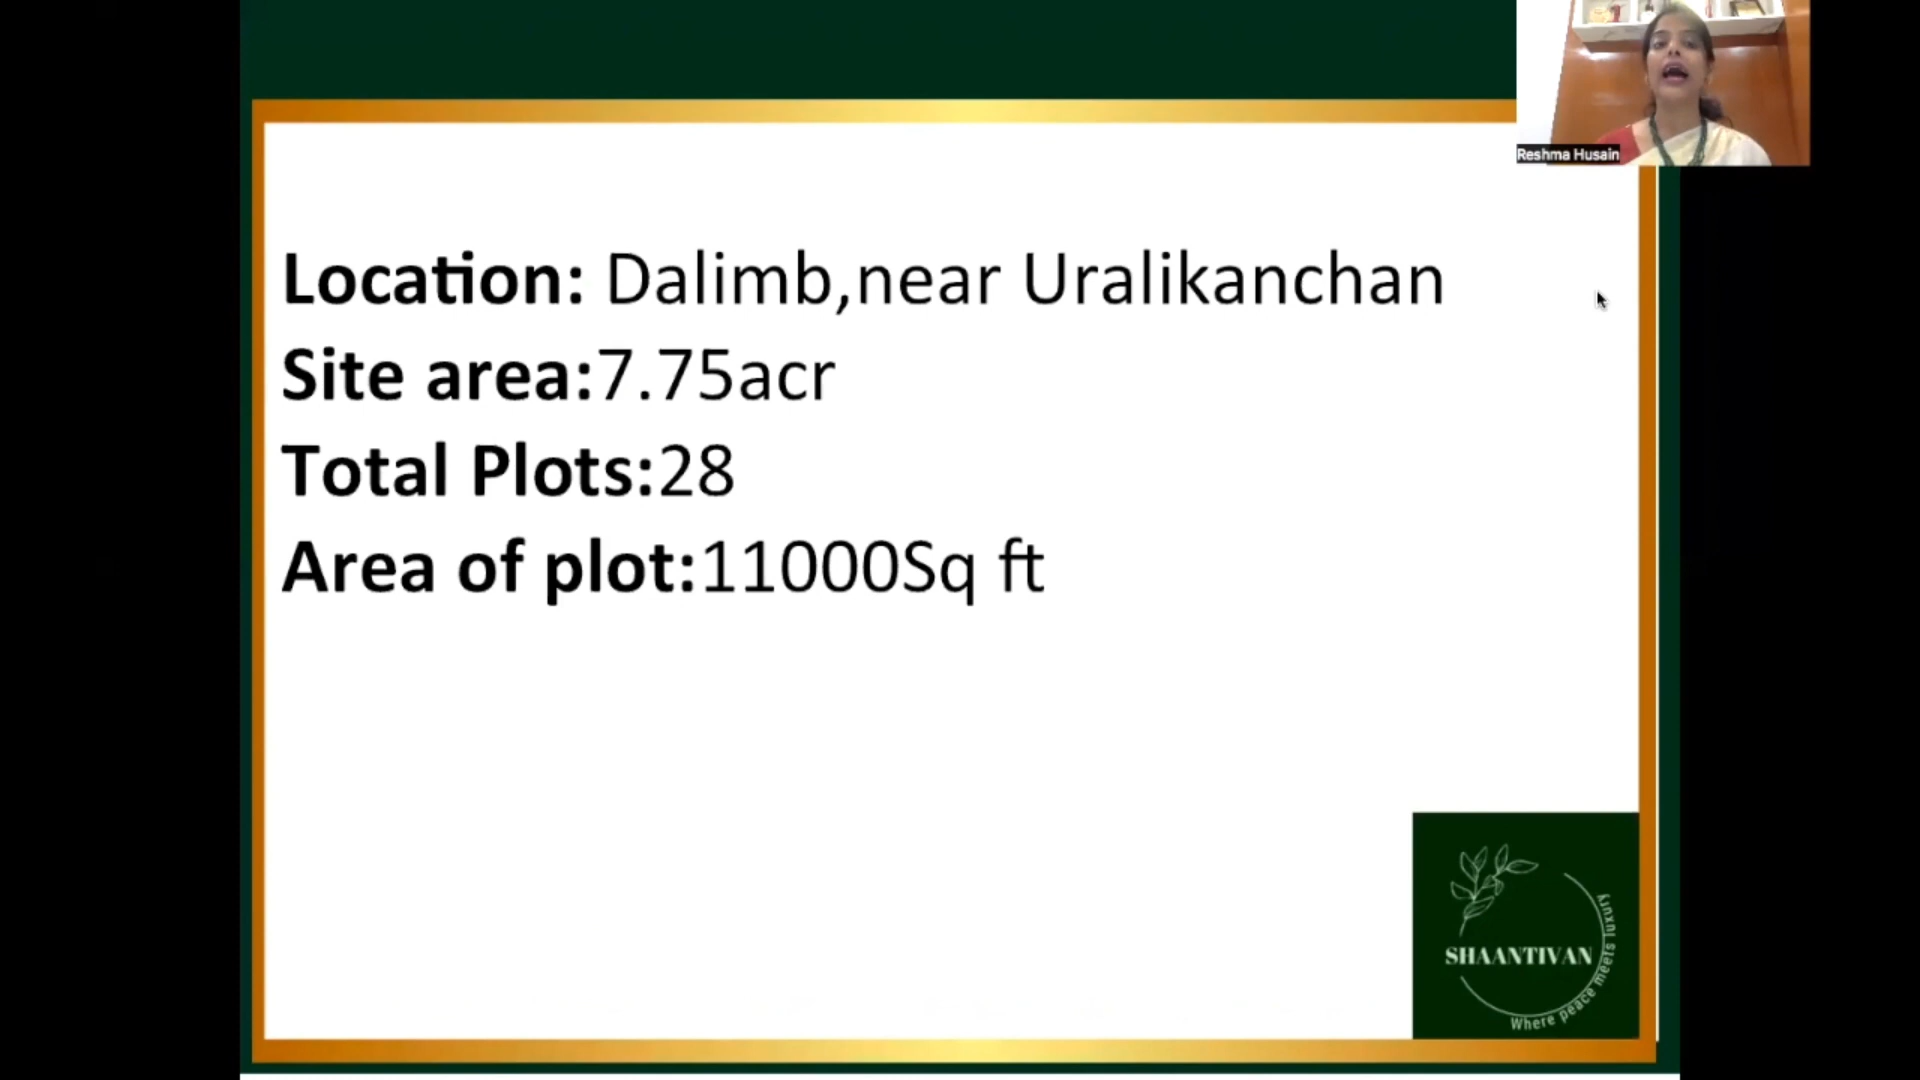 Reshma Husain
Location: Dalimb,near Uralikanchan
Site area:7.75acr
Total Plots:28
Area of plot:11000Sq ft
SHAANTIVAN
Where peace meets luxury